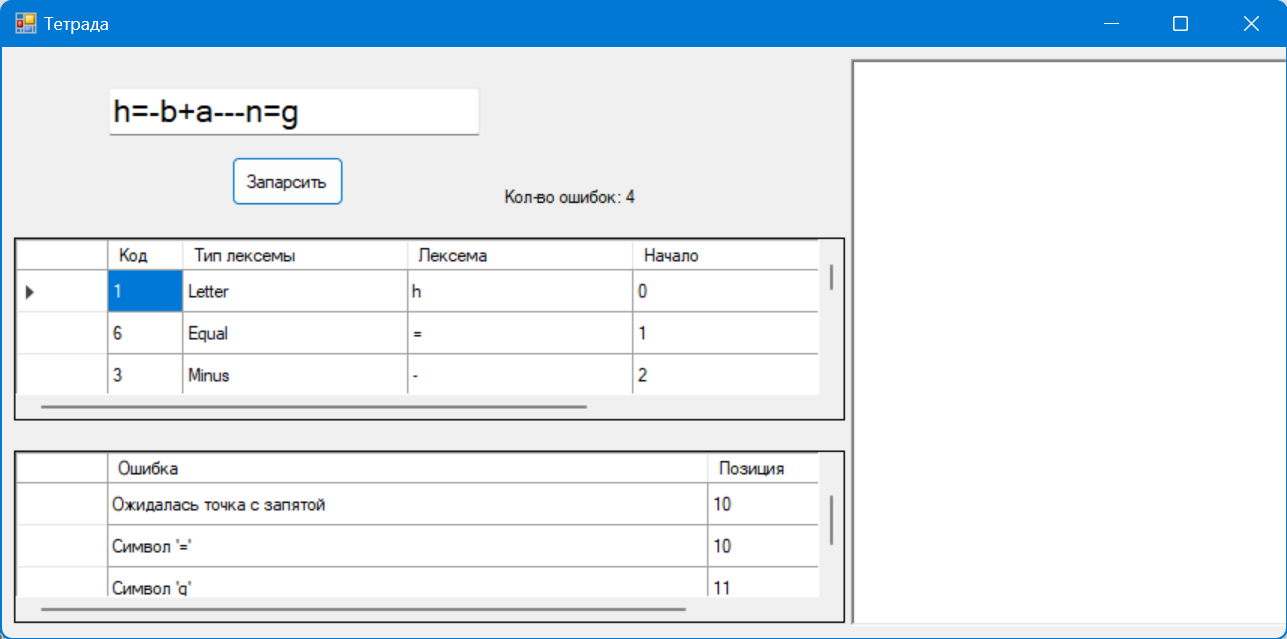 Тетрада
h=-b+a---n=g
Запарсить
Кол-во ошибок: 4
Код Тип лексемы Лексема Начало
1 Letter h 0
6 Equal = 1
3 Minus - 2
Ошибка Позиция
Ожидалась точка с запятой 10
Символ '=' 10
Символ 'g' 11